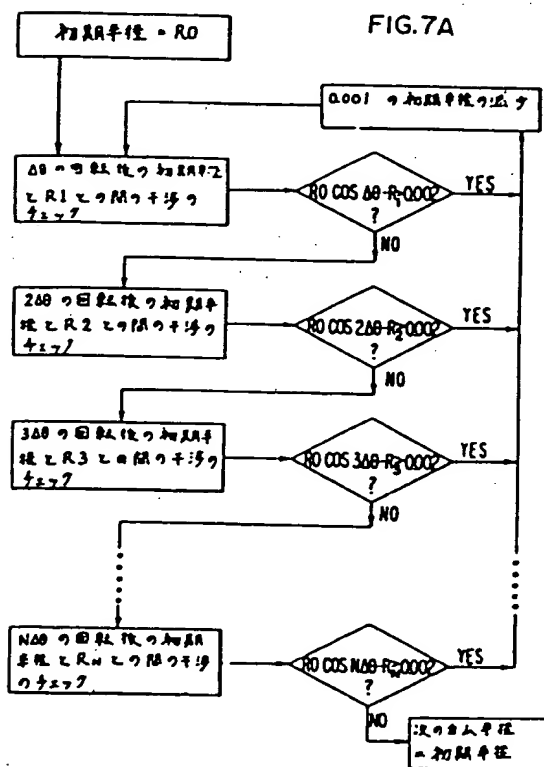 FIG.7A
初期半径 = R0
0.001 の初期半径の減少
Δθ の回転後の初期半径
と R1 との間の干渉の
チェック
R0 COS Δθ-R1≥0.002
?
YES
NO
2Δθ の回転後の初期半
径と R2 との間の干渉の
チェック
R0 COS 2Δθ-R2≥0.002
?
YES
NO
3Δθ の回転後の初期半
径と R3 との間の干渉の
チェック
R0 COS 3Δθ-R3≥0.002
?
YES
NO
NΔθ の回転後の初期
半径と RN との間の干渉
のチェック
R0 COS NΔθ-RN≥0.002
?
YES
NO
次のカム半径
= 初期半径